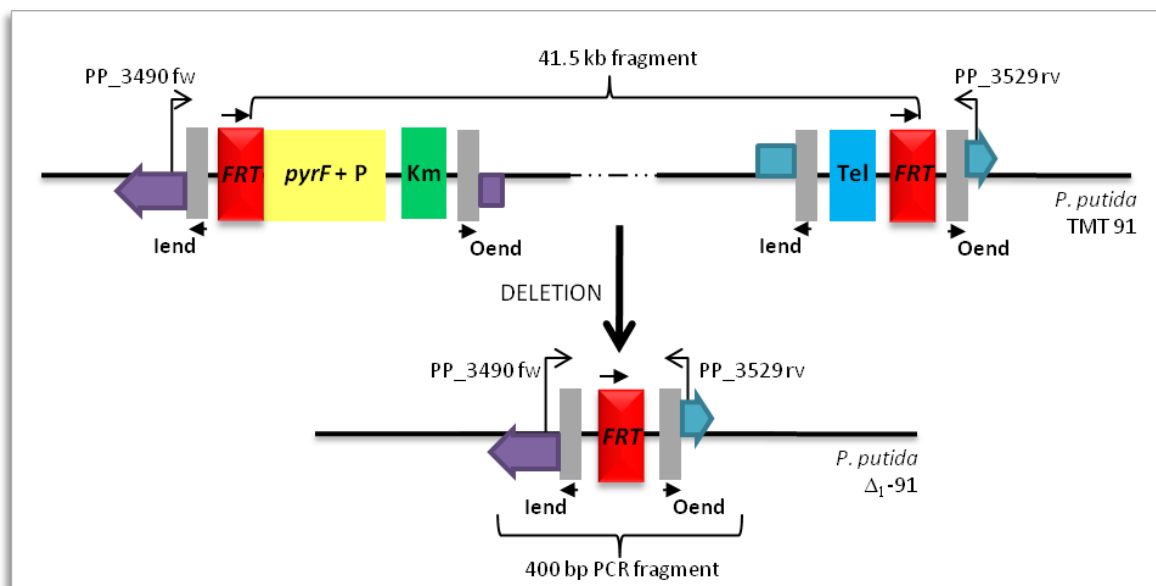 41.5 kb fragment
PP_3490 fw
PP_3529 rv
FRT
pyrF + P
Km
Tel
FRT
Iend
Oend
Iend
Oend
P. putida
TMT 91
DELETION
PP_3490 fw
PP_3529 rv
FRT
P. putida
Δ1-91
Iend
Oend
400 bp PCR fragment